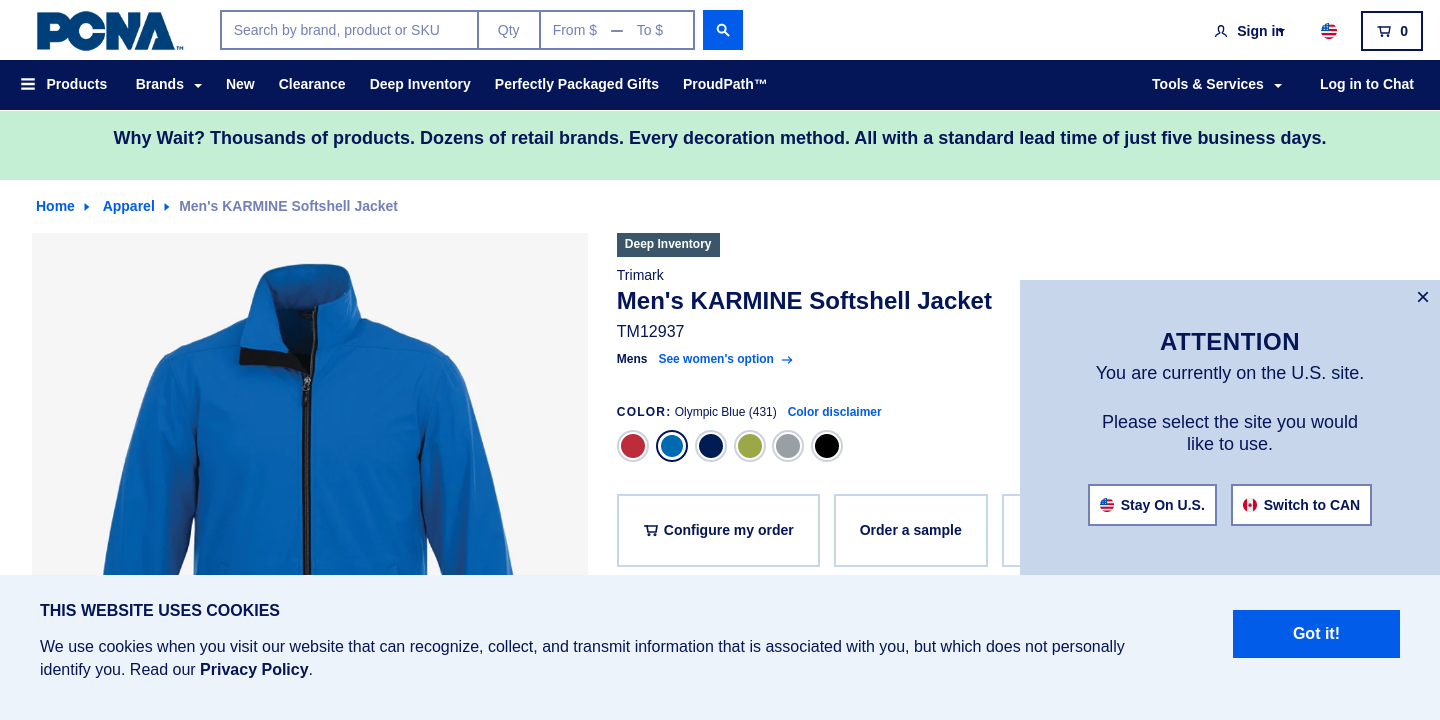 PCNA™
Search by brand, product or SKU
Qty
From $ — To $
Sign in
0
Products
Brands
New
Clearance
Deep Inventory
Perfectly Packaged Gifts
ProudPath™
Tools & Services
Log in to Chat
Why Wait? Thousands of products. Dozens of retail brands. Every decoration method. All with a standard lead time of just five business days.
Home
Apparel
Men's KARMINE Softshell Jacket
Deep Inventory
Trimark
Men's KARMINE Softshell Jacket
TM12937
Mens See women's option
COLOR: Olympic Blue (431) Color disclaimer
Configure my order
Order a sample
×
ATTENTION
You are currently on the U.S. site.
Please select the site you would
like to use.
Stay On U.S.
Switch to CAN
THIS WEBSITE USES COOKIES
We use cookies when you visit our website that can recognize, collect, and transmit information that is associated with you, but which does not personally
identify you. Read our Privacy Policy.
Got it!